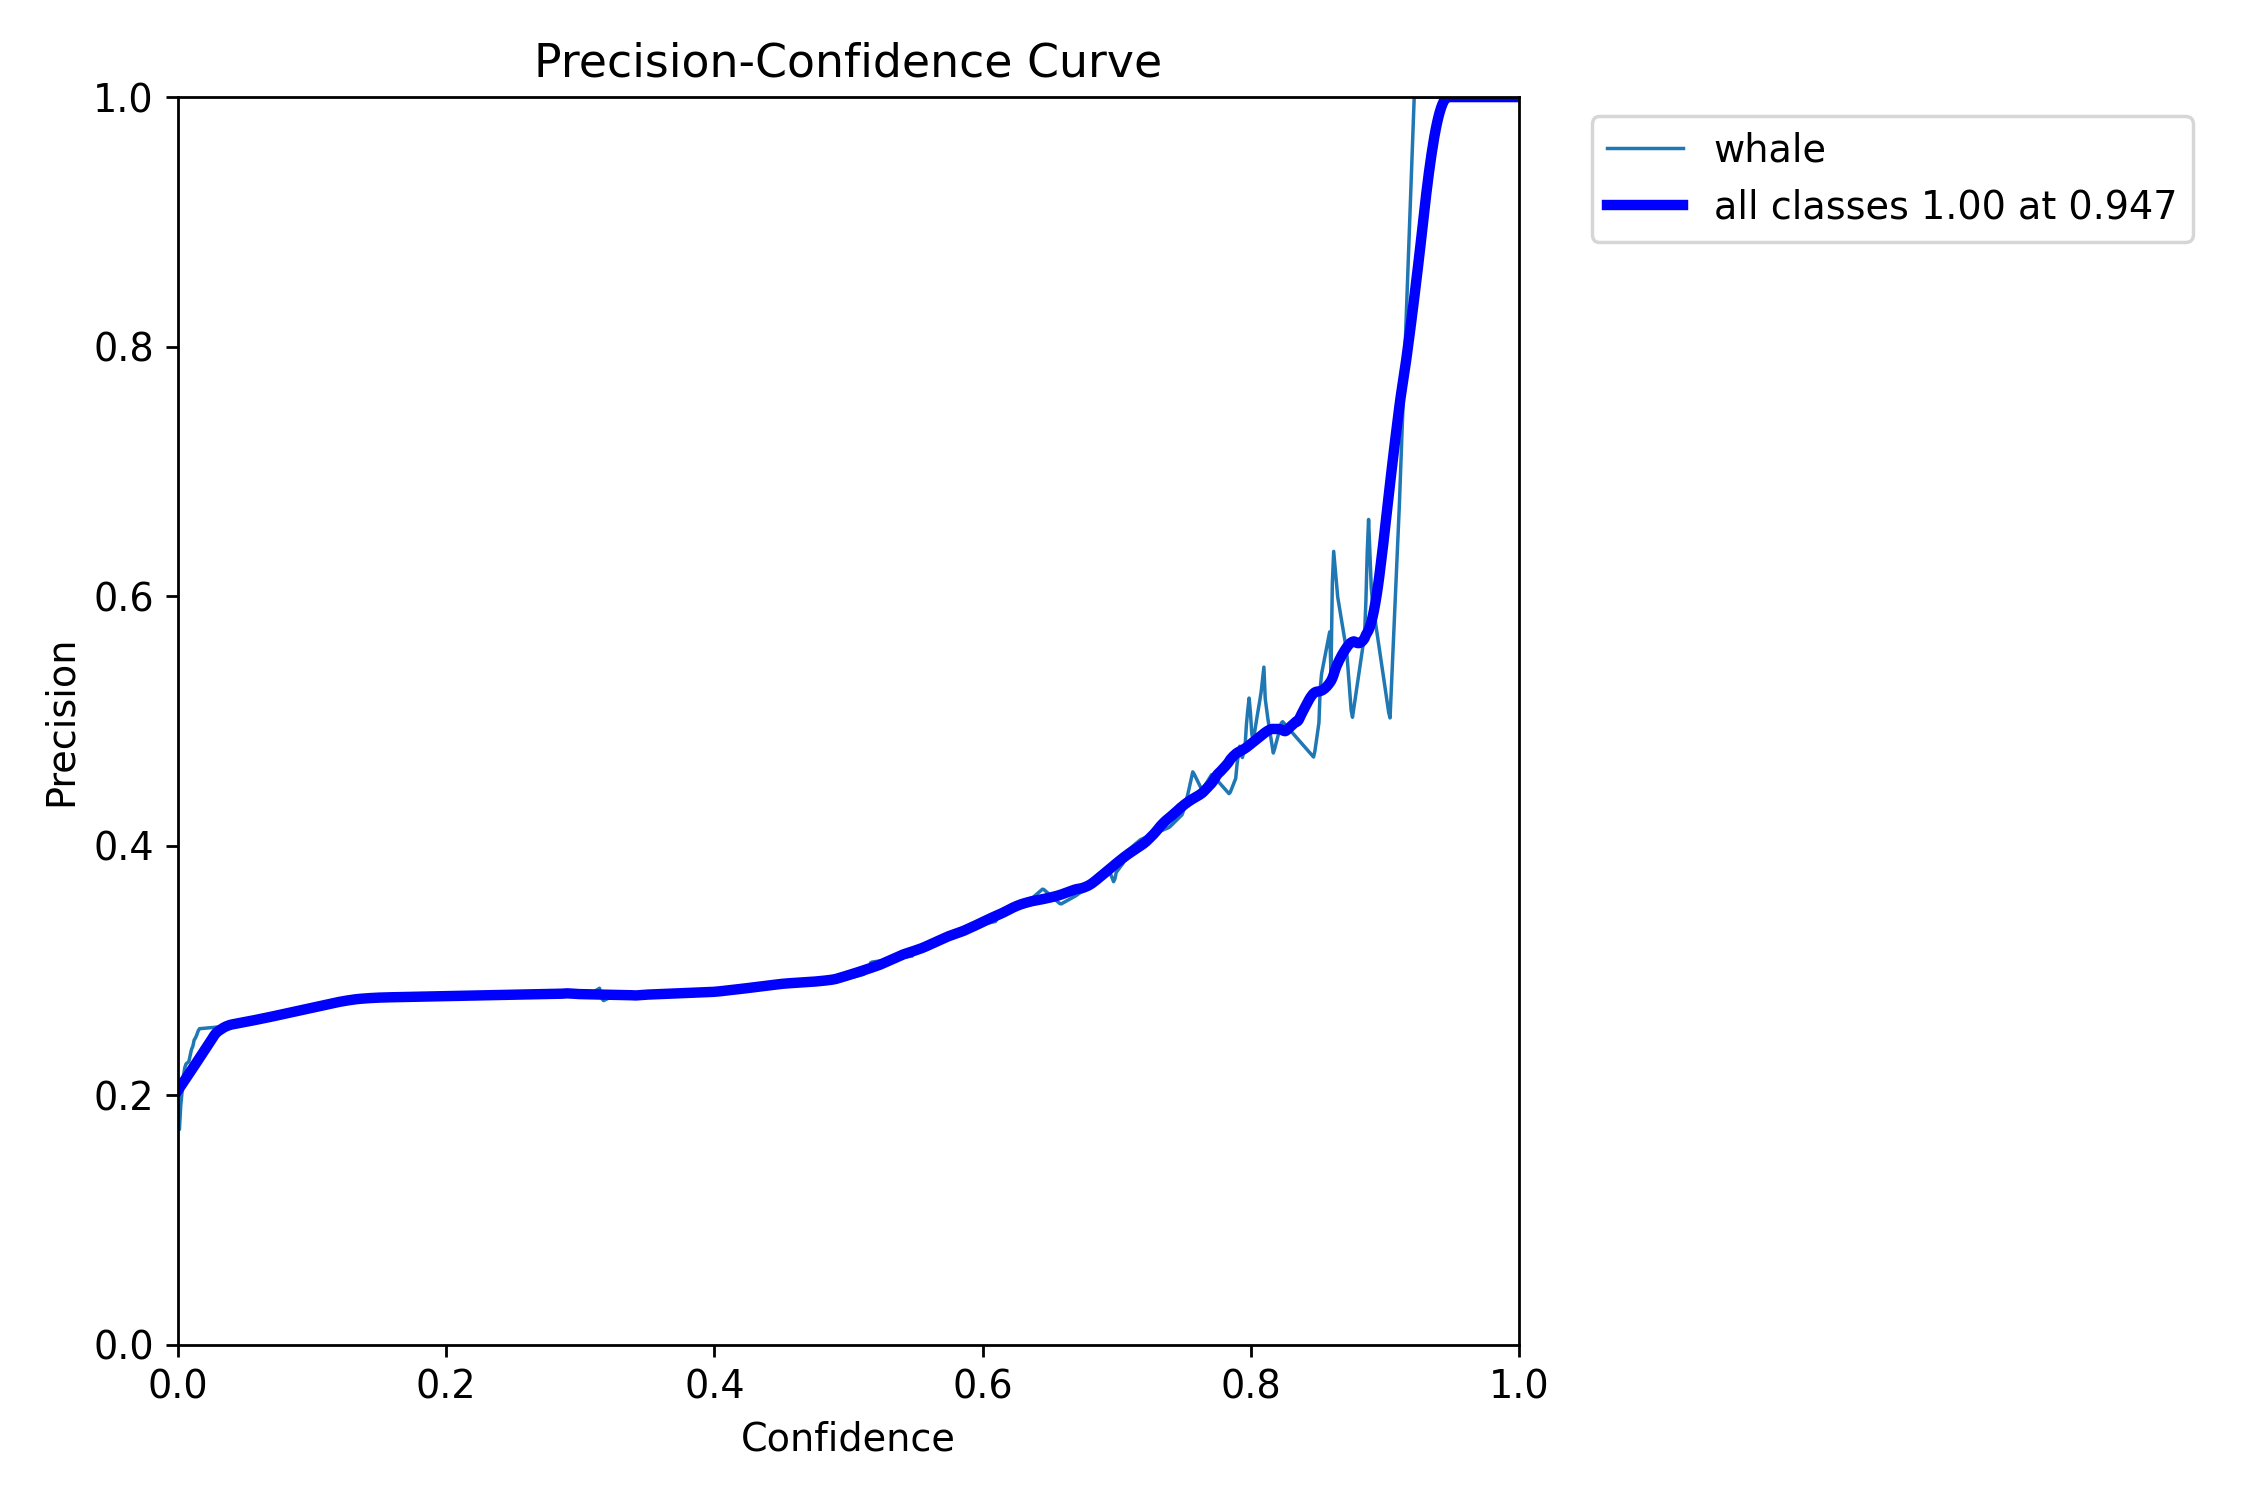 Precision-Confidence Curve
1.0
0.8
0.6
0.4
0.2
0.0
Precision
0.0 0.2 0.4 0.6 0.8 1.0
Confidence
whale
all classes 1.00 at 0.947